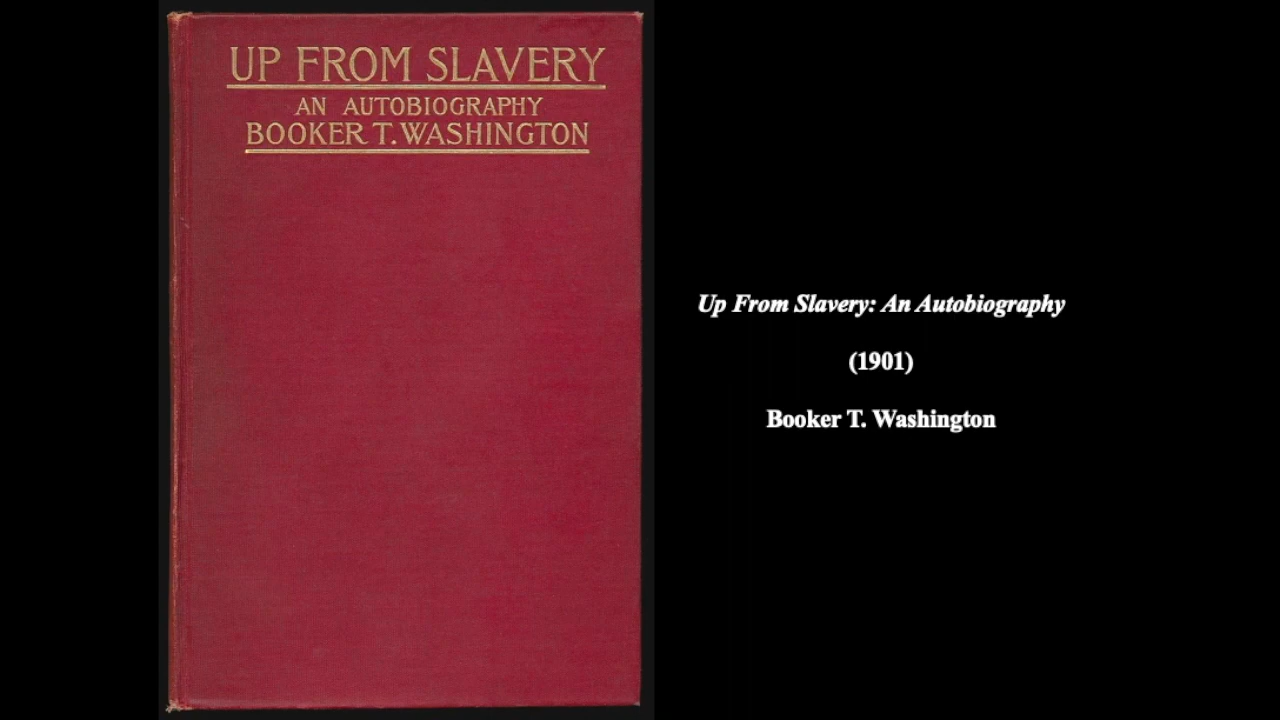 UP FROM SLAVERY
AN AUTOBIOGRAPHY
BOOKER T. WASHINGTON
Up From Slavery: An Autobiography
(1901)
Booker T. Washington